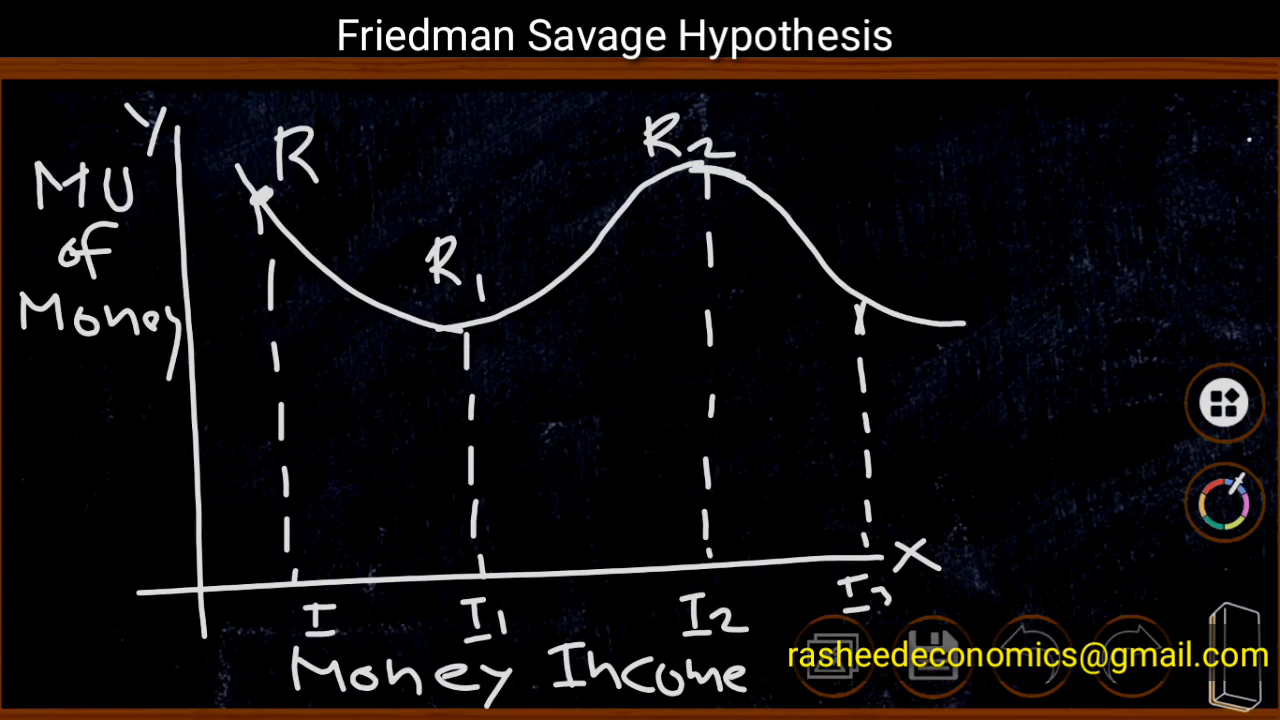 Friedman Savage Hypothesis
Y
R
R2
MU
of
Money
R1
X
I
I1
I2
I3
Money Income
rasheedeconomics@gmail.com